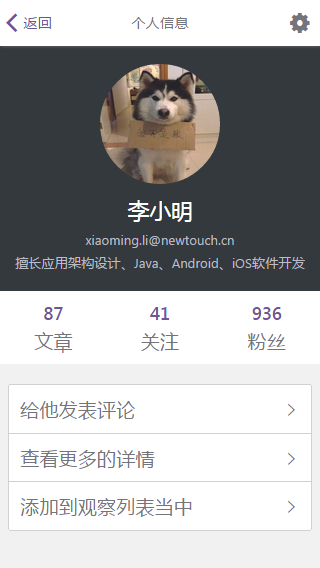 返回
个人信息
李小明
xiaoming.li@newtouch.cn
擅长应用架构设计、Java、Android、iOS软件开发
87 41 936
文章 关注 粉丝
给他发表评论
查看更多的详情
添加到观察列表当中